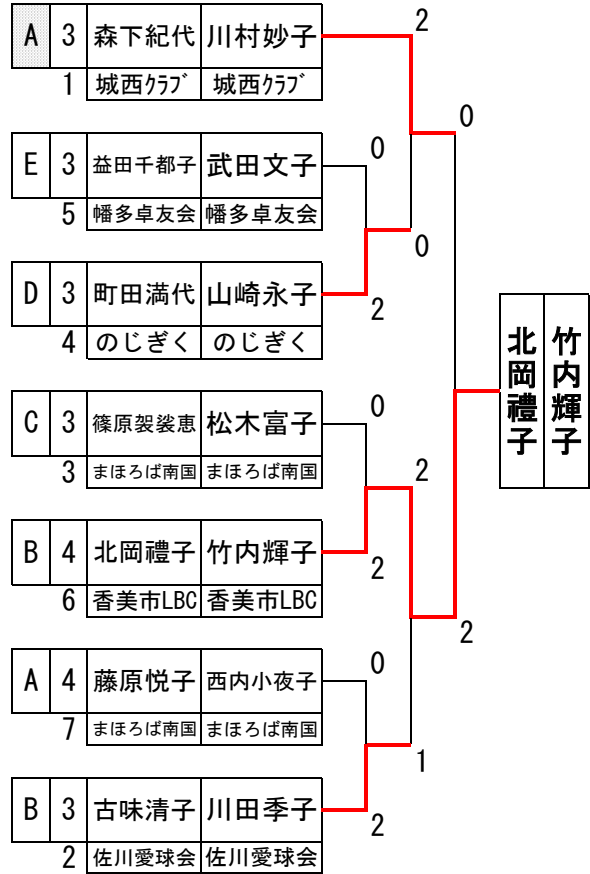 A 3 森下紀代 川村妙子
1 城西ｸﾗﾌﾞ 城西ｸﾗﾌﾞ
2
0
E 3 益田千都子 武田文子
5 幡多卓友会 幡多卓友会
0
0
D 3 町田満代 山崎永子
4 のじぎく のじぎく
2
北岡禮子 竹内輝子
C 3 篠原袈裟恵 松木富子
3 まほろば南国 まほろば南国
0
2
B 4 北岡禮子 竹内輝子
6 香美市LBC 香美市LBC
2
2
A 4 藤原悦子 西内小夜子
7 まほろば南国 まほろば南国
0
1
B 3 古味清子 川田季子
2 佐川愛球会 佐川愛球会
2